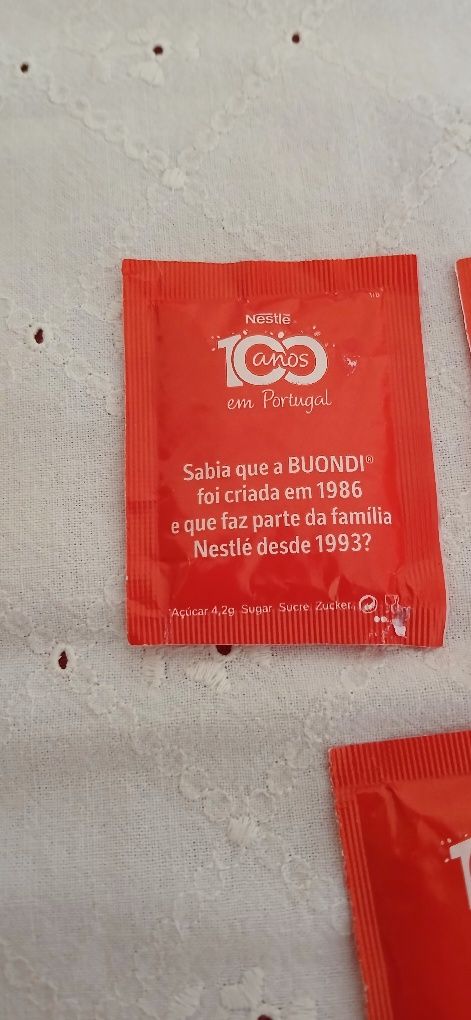 Nestlé
100
anos
em Portugal
Sabia que a BUONDI®
foi criada em 1986
e que faz parte da família
Nestlé desde 1993?
Açúcar 4,2g Sugar Sucre Zucker